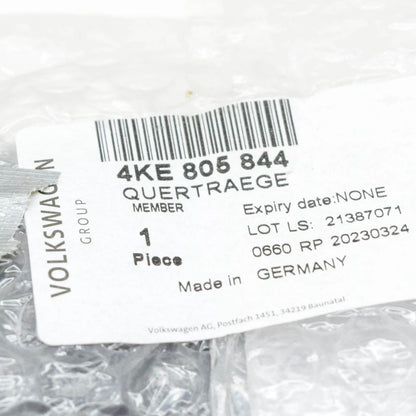 VOLKSWAGEN
GROUP
4KE 805 844
QUERTRAEGE
MEMBER
1
Piece
Expiry date:NONE
LOT LS: 21387071
0660 RP 20230324
Made in GERMANY
Volkswagen AG, Postfach 1451, 34219 Baunatal